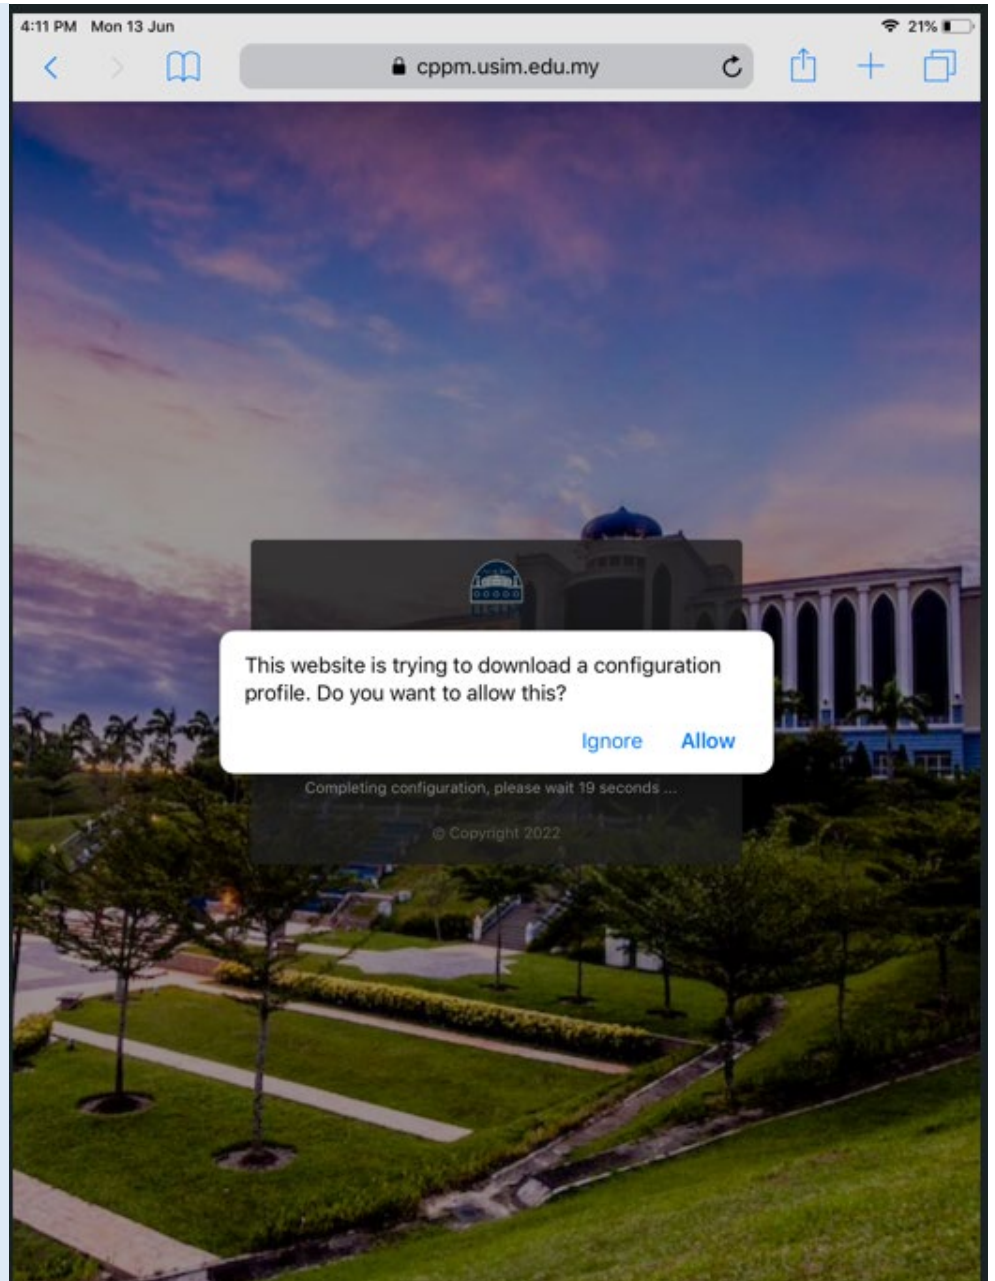 4:11 PM Mon 13 Jun
21%
cppm.usim.edu.my
This website is trying to download a configuration
profile. Do you want to allow this?
Ignore Allow
Completing configuration, please wait 19 seconds ...
© Copyright 2022